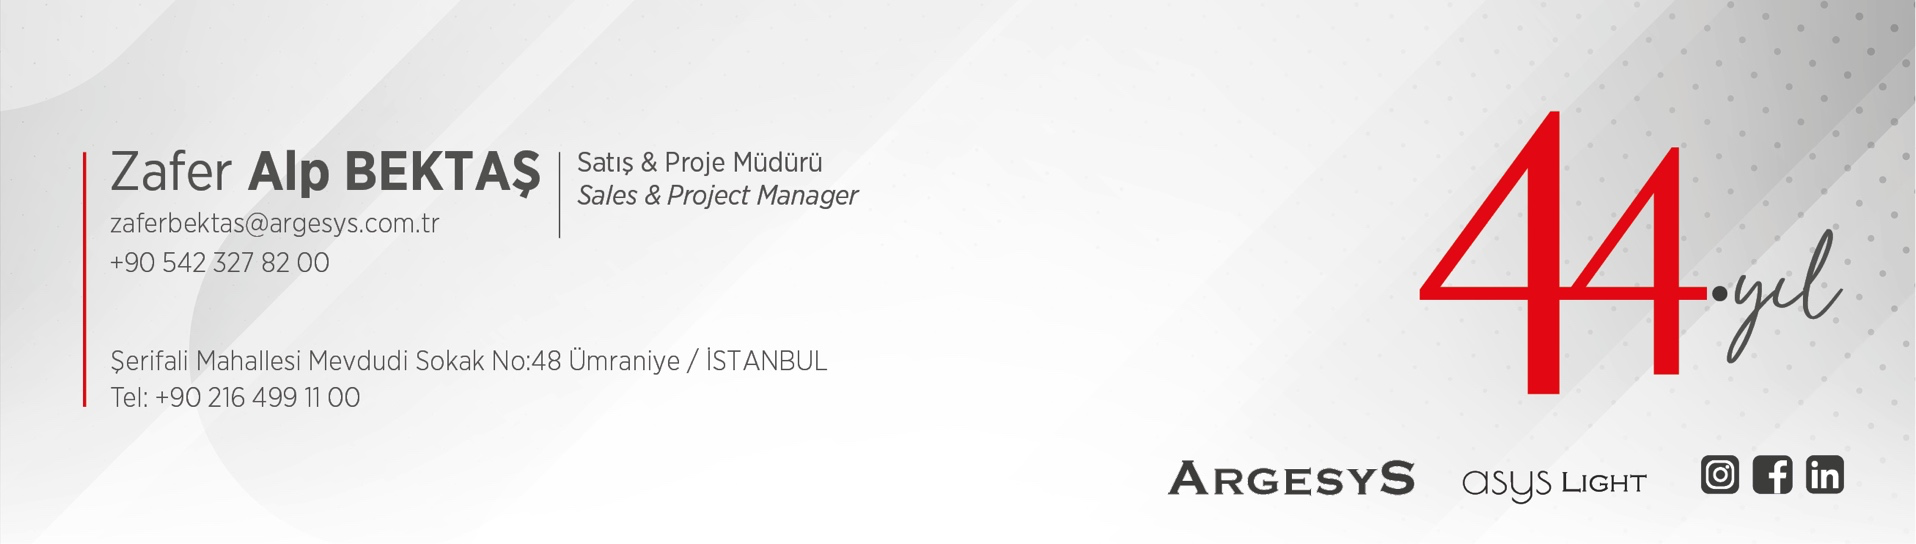 Zafer Alp BEKTAŞ
Satış & Proje Müdürü
Sales & Project Manager
zaferbektas@argesys.com.tr
+90 542 327 82 00
Şerifali Mahallesi Mevdudi Sokak No:48 Ümraniye / İSTANBUL
Tel: +90 216 499 11 00
44.yıl
ARGESYS
asys LIGHT